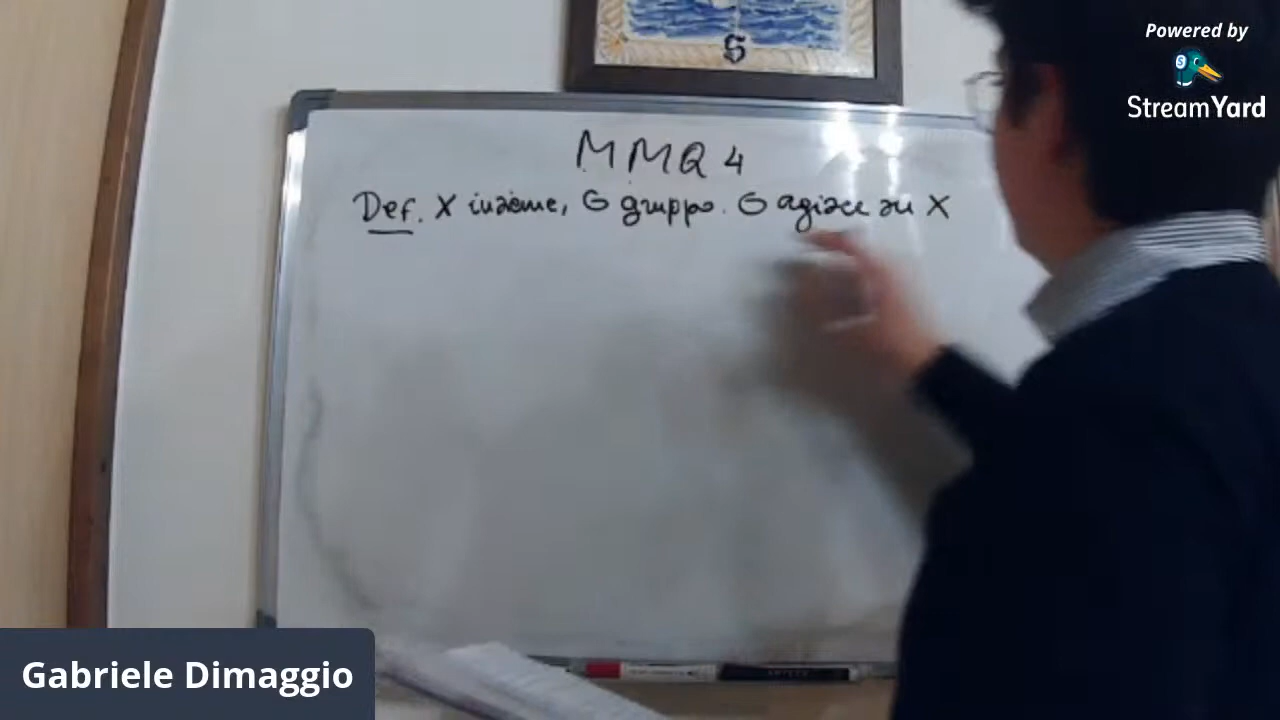 Powered by
StreamYard
S
MMQ 4
Def. X insieme, G gruppo. G agisce su X
Gabriele Dimaggio